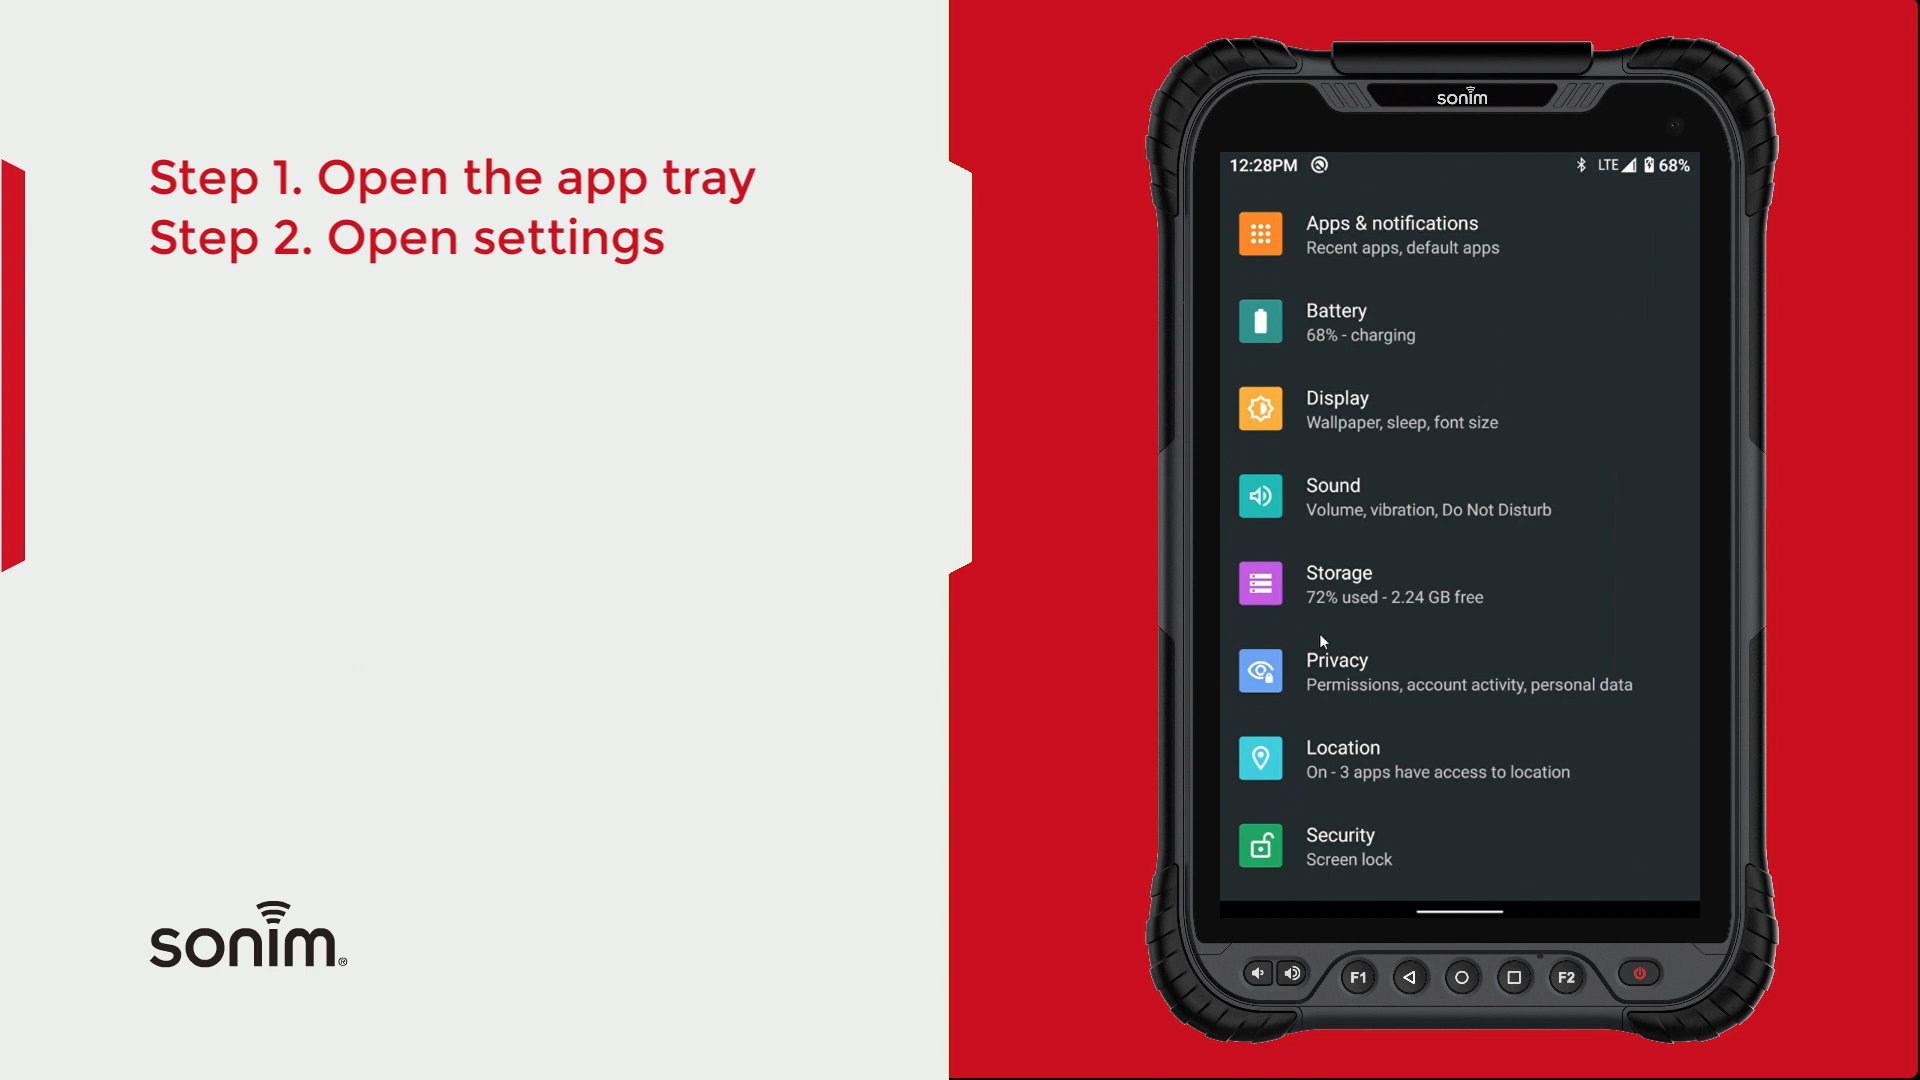 Step 1. Open the app tray
Step 2. Open settings
sonim®
sonim
12:28PM LTE 68%
Apps & notifications
Recent apps, default apps
Battery
68% - charging
Display
Wallpaper, sleep, font size
Sound
Volume, vibration, Do Not Disturb
Storage
72% used - 2.24 GB free
Privacy
Permissions, account activity, personal data
Location
On - 3 apps have access to location
Security
Screen lock
F1 F2